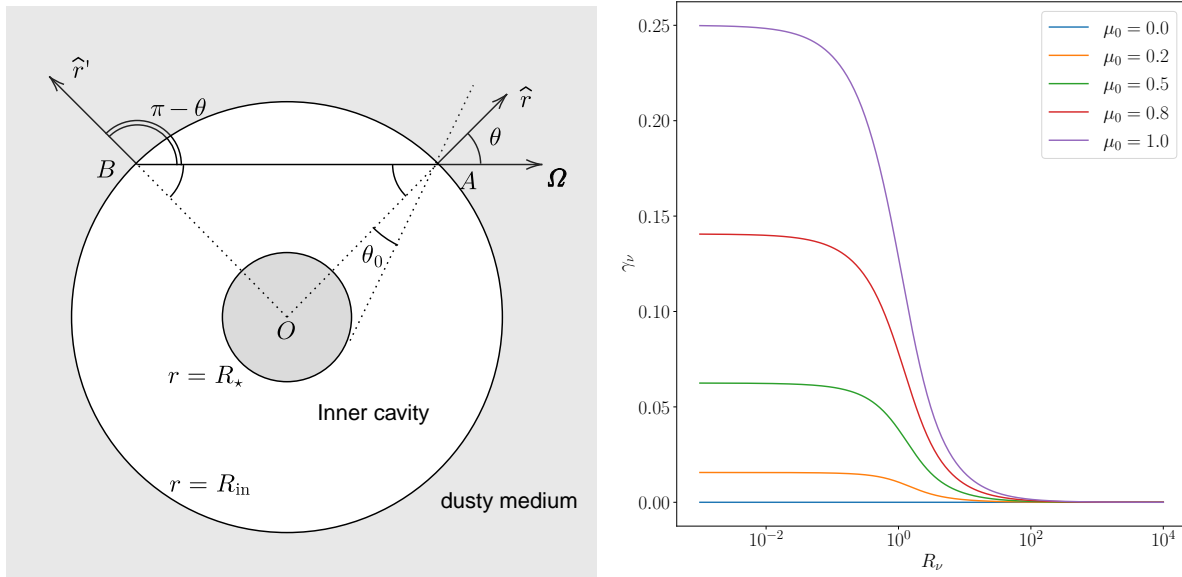 r̂'
π − θ
r̂
θ
B
A
Ω
θ₀
O
r = R⋆
Inner cavity
r = Rᵢₙ
dusty medium
0.25
0.20
0.15
0.10
0.05
0.00
γ_ν
μ₀ = 0.0
μ₀ = 0.2
μ₀ = 0.5
μ₀ = 0.8
μ₀ = 1.0
10⁻² 10⁰ 10² 10⁴
R_ν